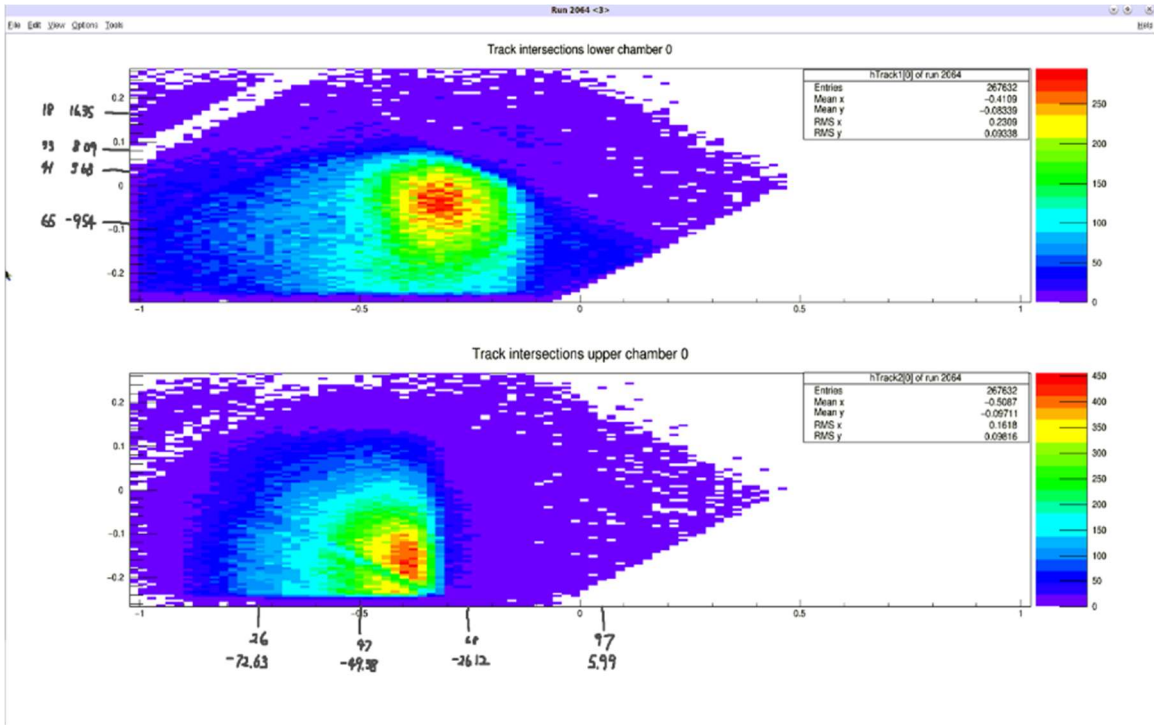 Run 2064 <3>
File Edit View Options Tools Help
Track intersections lower chamber 0
hTrack1[0] of run 2064
Entries 267632
Mean x -0.4109
Mean y -0.08339
RMS x 0.2309
RMS y 0.09338
0.2
0.1
0
-0.1
-0.2
18 16.35
33 8.09
41 3.68
65 -9.54
-1 -0.5 0 0.5 1
250
200
150
100
50
0
Track intersections upper chamber 0
hTrack2[0] of run 2064
Entries 267632
Mean x -0.5087
Mean y -0.09711
RMS x 0.1618
RMS y 0.09816
0.2
0.1
0
-0.1
-0.2
-1 -0.5 0 0.5 1
450
400
350
300
250
200
150
100
50
0
26 47 68 97
-72.63 -49.38 -26.12 5.99